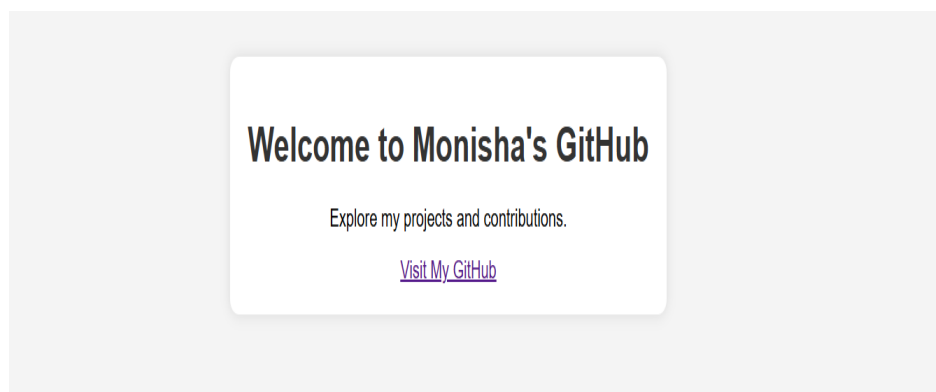 Welcome to Monisha's GitHub
Explore my projects and contributions.
Visit My GitHub